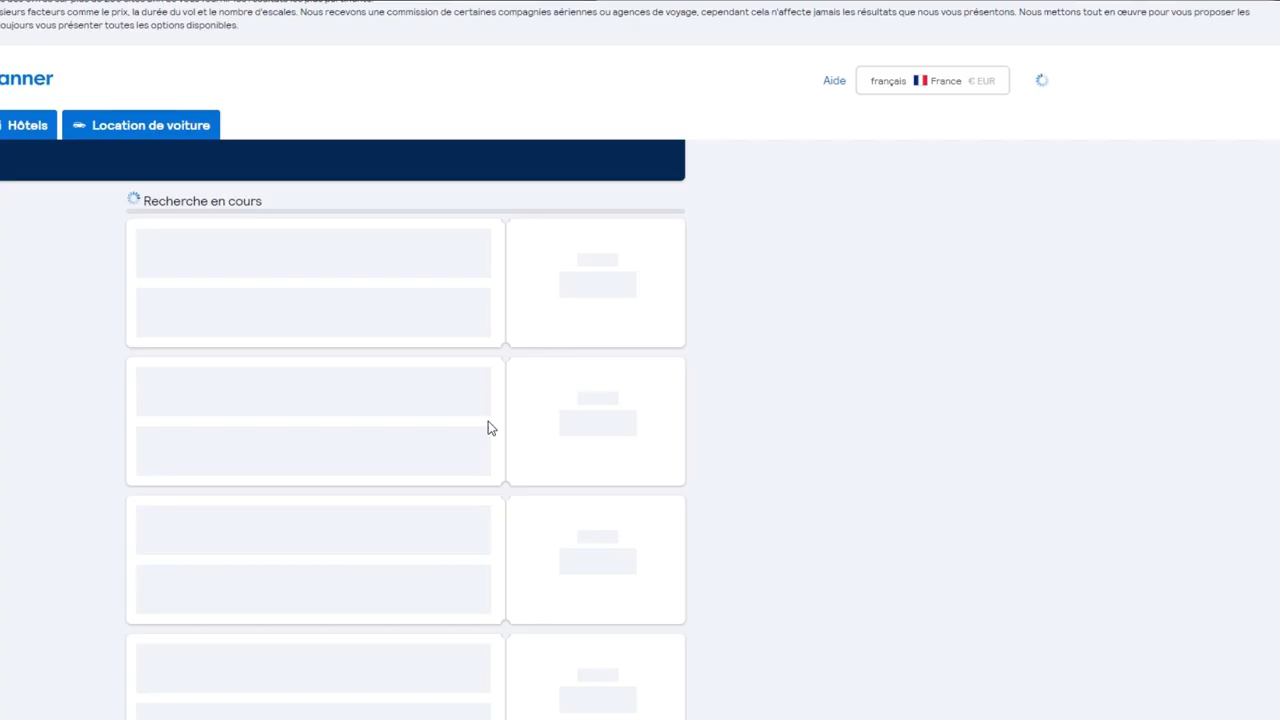 sieurs facteurs comme le prix, la durée du vol et le nombre d'escales. Nous recevons une commission de certaines compagnies aériennes ou agences de voyage, cependant cela n'affecte jamais les résultats que nous vous présentons. Nous mettons tout en œuvre pour vous proposer les
toujours vous présenter toutes les options disponibles.
anner
Aide
français France € EUR
Hôtels
Location de voiture
Recherche en cours